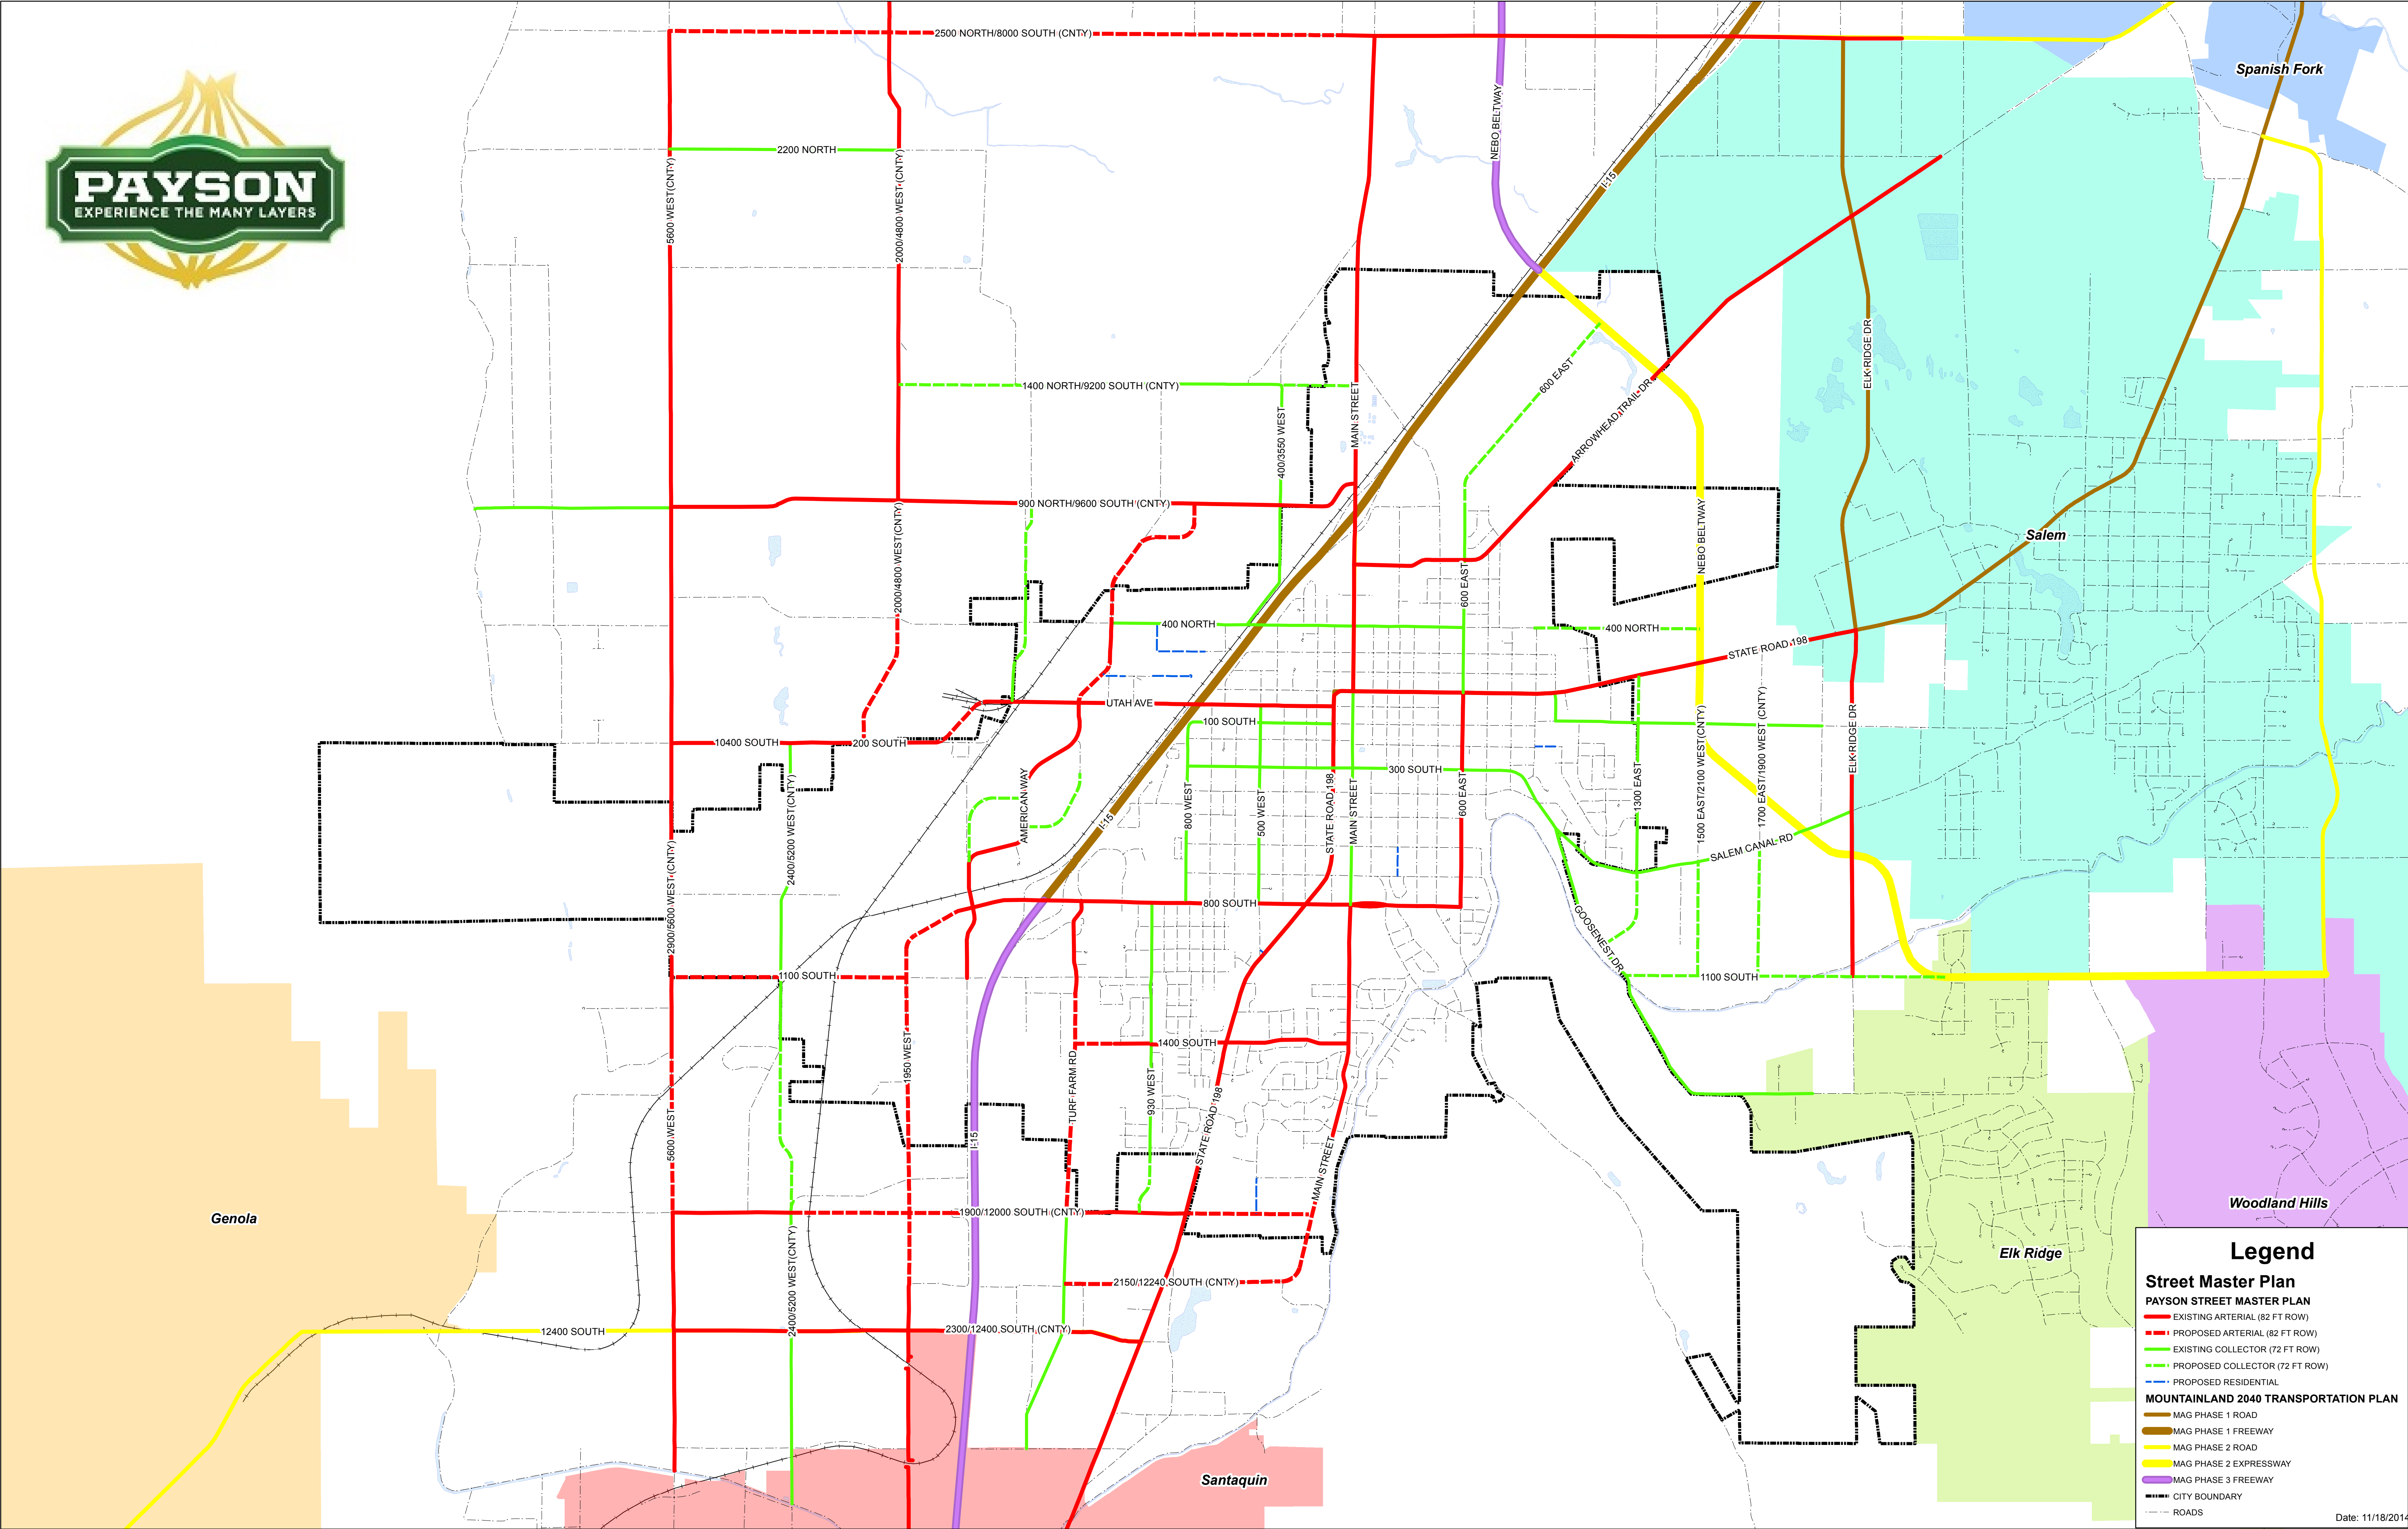 2500 NORTH/8000 SOUTH (CNTY)
Spanish Fork
NEBO BELTWAY
2200 NORTH
5600 WEST(CNTY)
2000/4800 WEST (CNTY)
I-15
PAYSON
EXPERIENCE THE MANY LAYERS
ELK RIDGE DR
600 EAST
1400 NORTH/9200 SOUTH (CNTY)
MAIN STREET
ARROWHEAD TRAIL DR
400/3550 WEST
900 NORTH/9600 SOUTH (CNTY)
2000/4800 WEST(CNTY)
NEBO BELTWAY
Salem
600 EAST
400 NORTH
400 NORTH
STATE ROAD 198
UTAH AVE
100 SOUTH
10400 SOUTH
200 SOUTH
300 SOUTH
1500 EAST/2100 WEST(CNTY)
1700 EAST/1900 WEST (CNTY)
ELK RIDGE DR
AMERICAN WAY
2400/5200 WEST(CNTY)
I-15
800 WEST
500 WEST
STATE ROAD 198
MAIN STREET
600 EAST
1300 EAST
SALEM CANAL RD
2900/5600 WEST (CNTY)
800 SOUTH
GOOSENEST DR
1100 SOUTH
1100 SOUTH
1400 SOUTH
1950 WEST
TURF FARM RD
930 WEST
5600 WEST
I-15
STATE ROAD 198
MAIN STREET
Genola
1900/12000 SOUTH (CNTY)
Woodland Hills
Elk Ridge
2150/12240 SOUTH (CNTY)
2400/5200 WEST(CNTY)
12400 SOUTH
2300/12400 SOUTH (CNTY)
Santaquin
Legend
Street Master Plan
PAYSON STREET MASTER PLAN
EXISTING ARTERIAL (82 FT ROW)
PROPOSED ARTERIAL (82 FT ROW)
EXISTING COLLECTOR (72 FT ROW)
PROPOSED COLLECTOR (72 FT ROW)
PROPOSED RESIDENTIAL
MOUNTAINLAND 2040 TRANSPORTATION PLAN
MAG PHASE 1 ROAD
MAG PHASE 1 FREEWAY
MAG PHASE 2 ROAD
MAG PHASE 2 EXPRESSWAY
MAG PHASE 3 FREEWAY
CITY BOUNDARY
ROADS
Date: 11/18/201